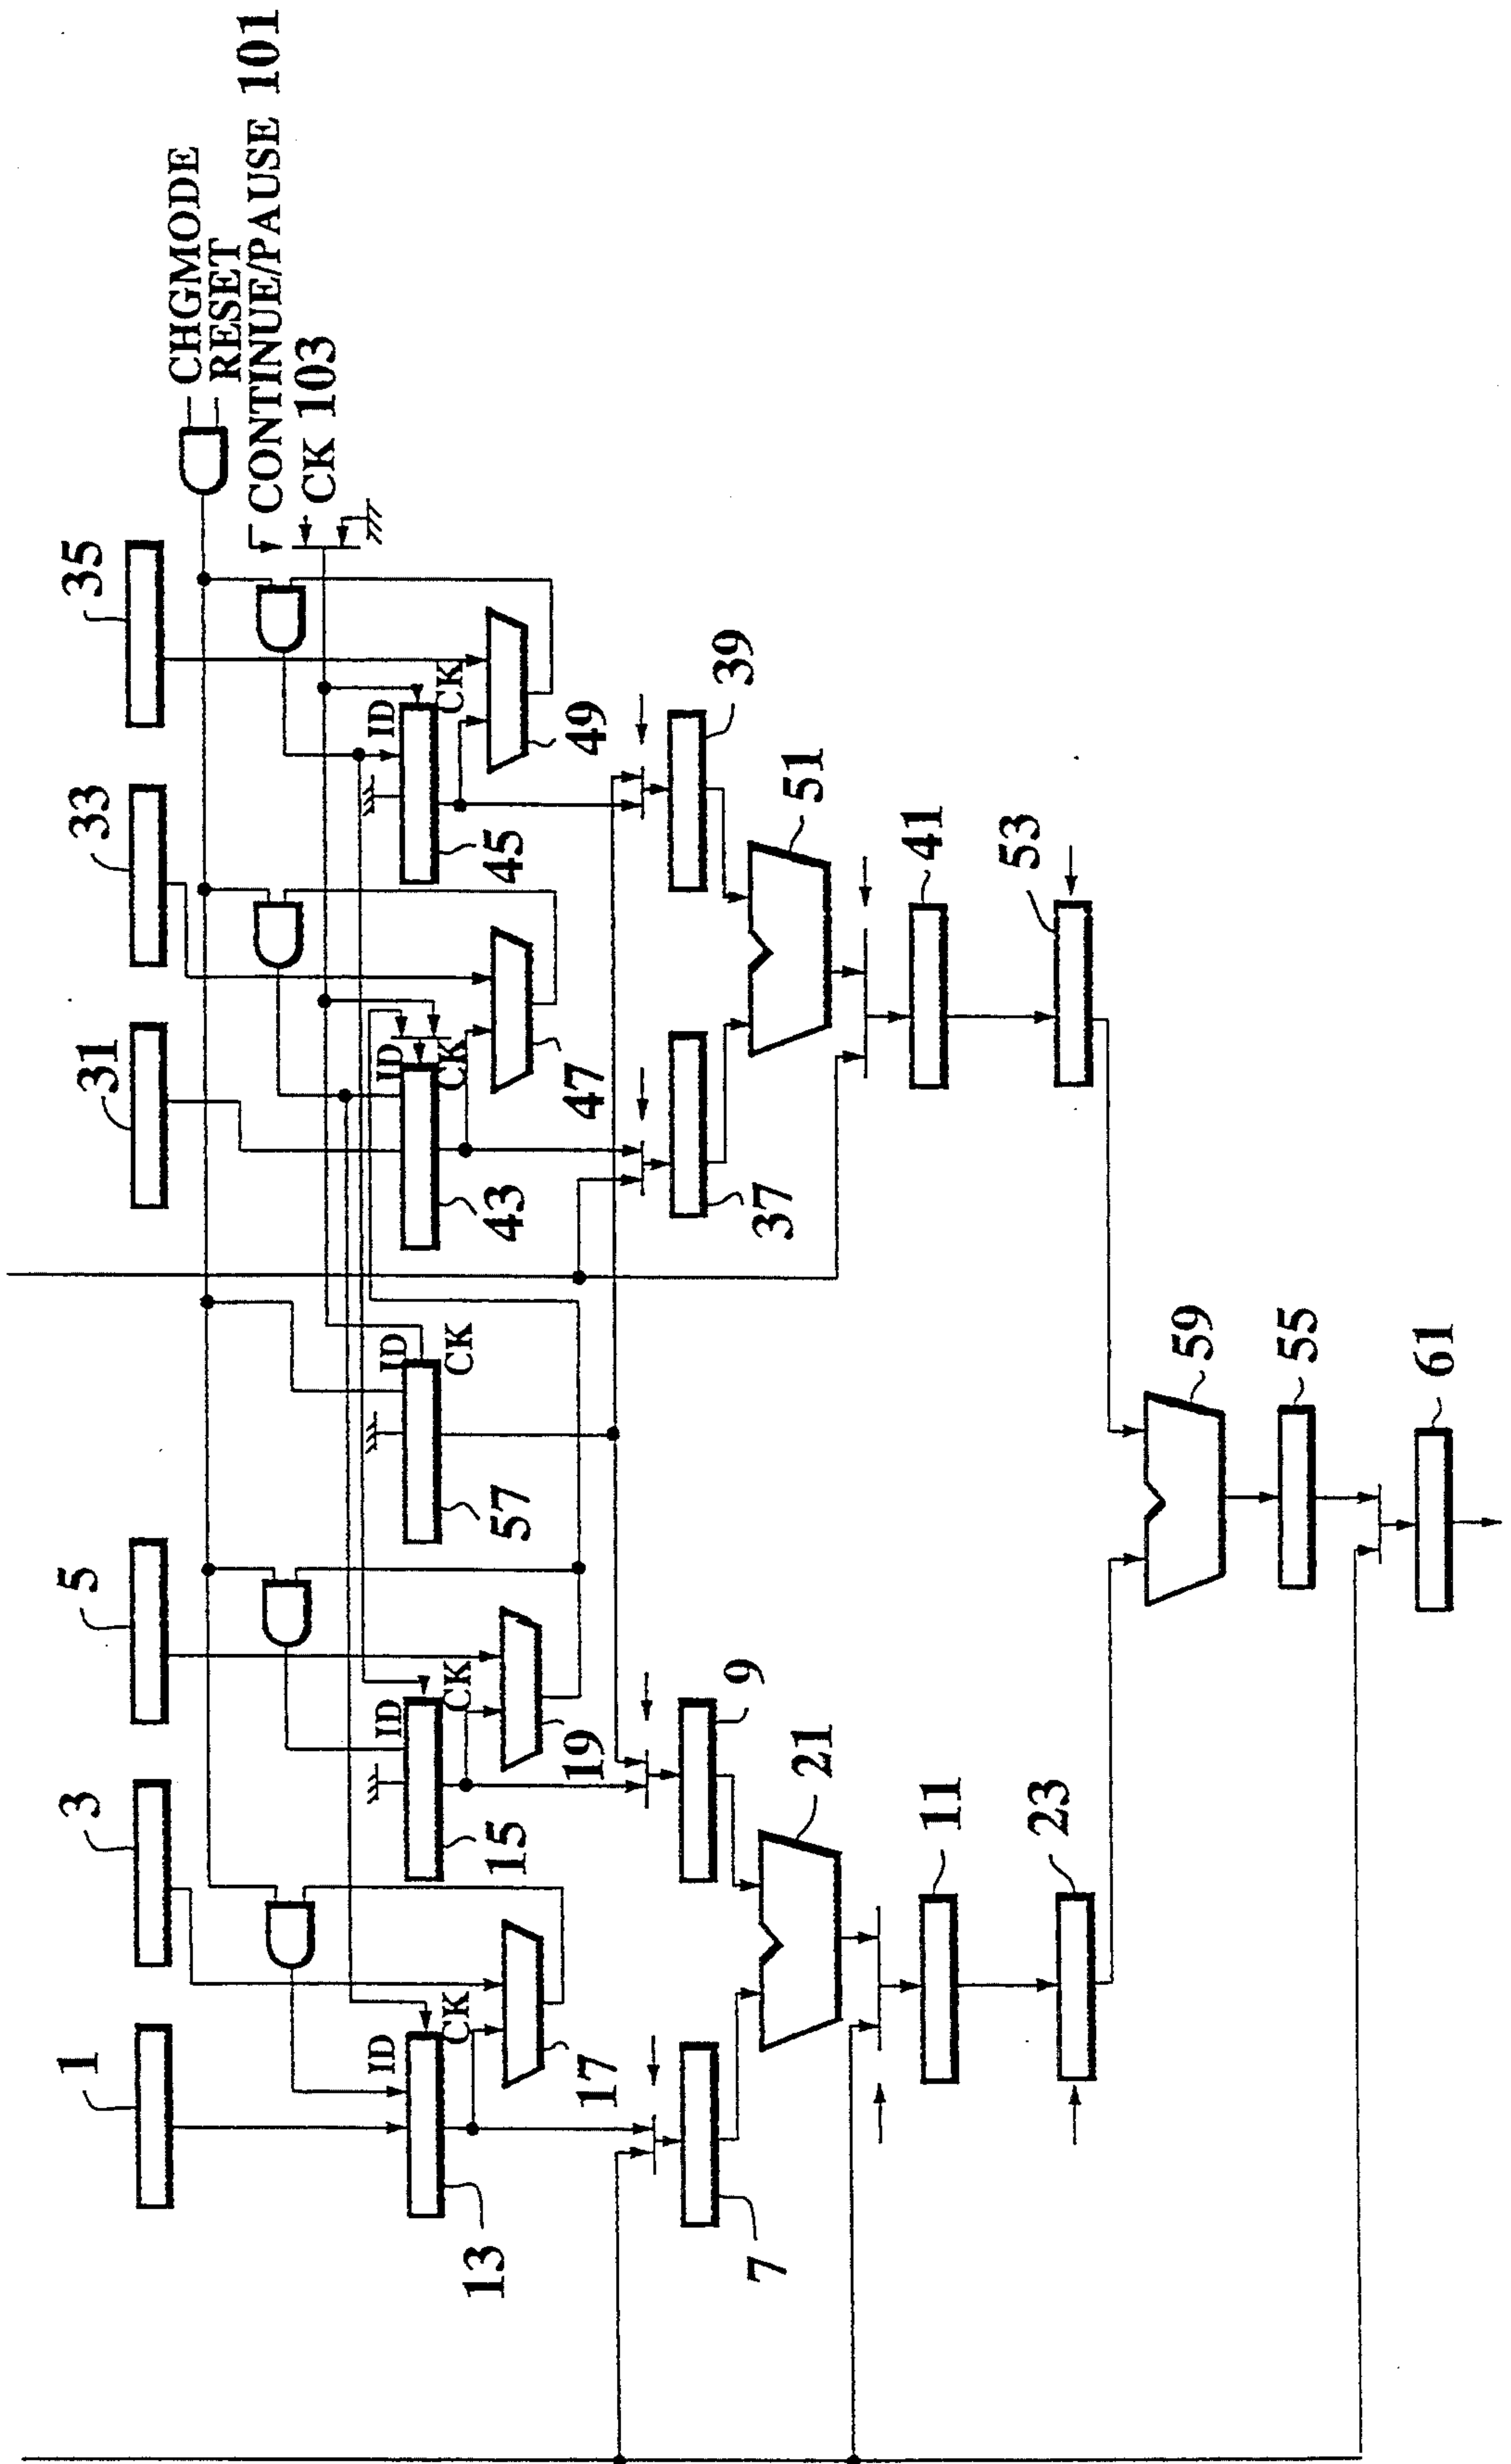 CHGMODE
RESET
CONTINUE/PAUSE 101
CK 103
1
3
5
31
33
35
ID
CK
13
ID
CK
15
ID
CK
57
ID
CK
43
ID
CK
45
17
19
47
49
7
9
37
39
21
51
11
41
23
53
59
55
61